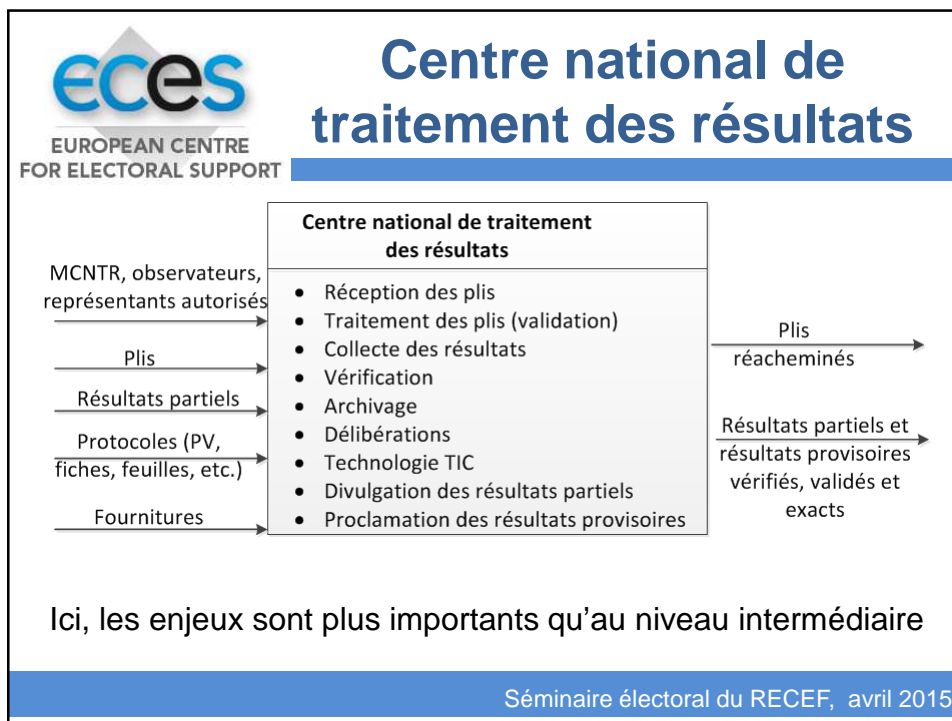 eces
EUROPEAN CENTRE
FOR ELECTORAL SUPPORT
Centre national de
traitement des résultats
MCNTR, observateurs,
représentants autorisés
Plis
Résultats partiels
Protocoles (PV,
fiches, feuilles, etc.)
Fournitures
Centre national de traitement
des résultats
• Réception des plis
• Traitement des plis (validation)
• Collecte des résultats
• Vérification
• Archivage
• Délibérations
• Technologie TIC
• Divulgation des résultats partiels
• Proclamation des résultats provisoires
Plis
réacheminés
Résultats partiels et
résultats provisoires
vérifiés, validés et
exacts
Ici, les enjeux sont plus importants qu’au niveau intermédiaire
Séminaire électoral du RECEF, avril 2015